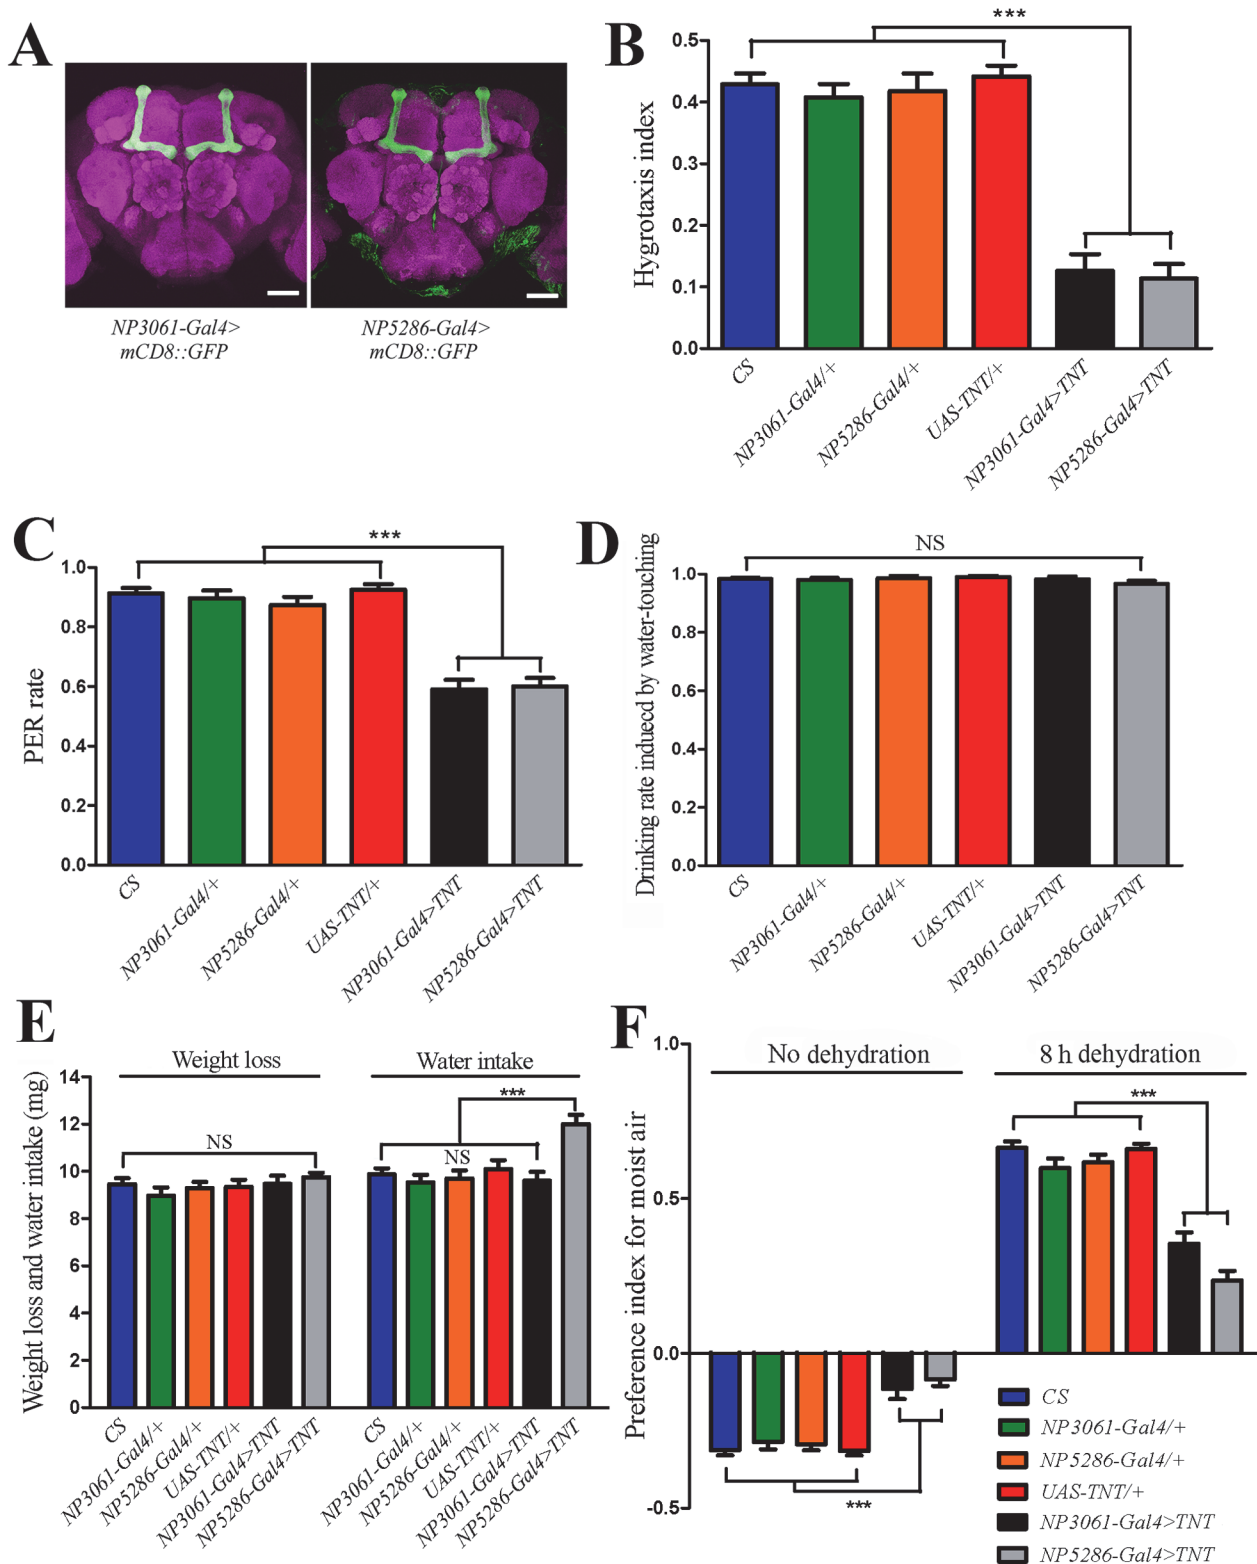 A
NP3061-Gal4>
mCD8::GFP
NP5286-Gal4>
mCD8::GFP
B
***
Hygrotaxis index
0.5
0.4
0.3
0.2
0.1
0.0
CS
NP3061-Gal4/+
NP5286-Gal4/+
UAS-TNT/+
NP3061-Gal4>TNT
NP5286-Gal4>TNT
C
***
PER rate
1.0
0.8
0.6
0.4
0.2
0.0
CS
NP3061-Gal4/+
NP5286-Gal4/+
UAS-TNT/+
NP3061-Gal4>TNT
NP5286-Gal4>TNT
D
NS
Drinking rate indueced by water-touching
1.0
0.8
0.6
0.4
0.2
0.0
CS
NP3061-Gal4/+
NP5286-Gal4/+
UAS-TNT/+
NP3061-Gal4>TNT
NP5286-Gal4>TNT
E
Weight loss
Water intake
Weight loss and water intake (mg)
14
12
10
8
6
4
2
0
NS
***
NS
CS
NP3061-Gal4/+
NP5286-Gal4/+
UAS-TNT/+
NP3061-Gal4>TNT
NP5286-Gal4>TNT
CS
NP3061-Gal4/+
NP5286-Gal4/+
UAS-TNT/+
NP3061-Gal4>TNT
NP5286-Gal4>TNT
F
No dehydration
8 h dehydration
Preference index for moist air
1.0
0.5
0.0
-0.5
***
***
CS
NP3061-Gal4/+
NP5286-Gal4/+
UAS-TNT/+
NP3061-Gal4>TNT
NP5286-Gal4>TNT